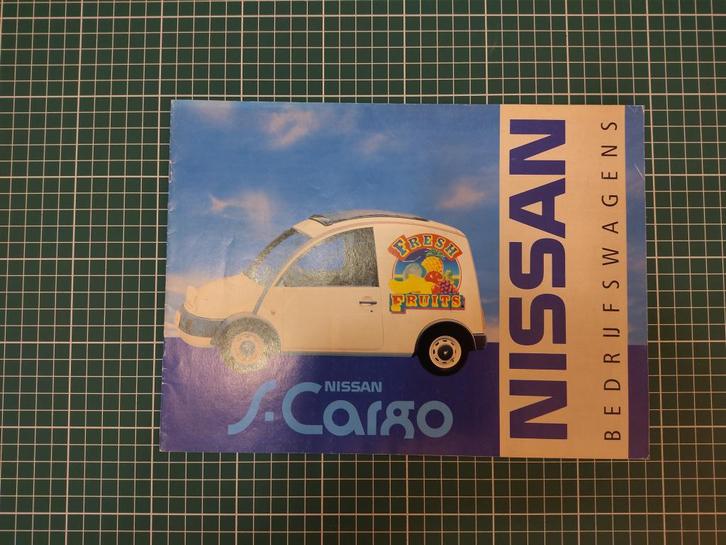 FRESH
FRUITS
NISSAN
S.Cargo
NISSAN
BEDRIJFSWAGENS